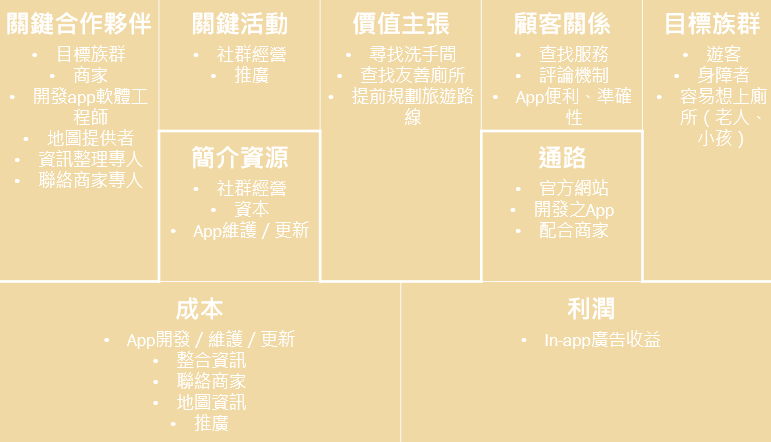 關鍵合作夥伴
• 目標族群
• 商家
• 開發app軟體工
程師
• 地圖提供者
• 資訊整理專人
• 聯絡商家專人
關鍵活動
• 社群經營
• 推廣
簡介資源
• 社群經營
• 資本
• App維護/更新
價值主張
• 尋找洗手間
• 查找友善廁所
• 提前規劃旅遊路
線
顧客關係
• 查找服務
• 評論機制
• App便利、準確
性
通路
• 官方網站
• 開發之App
• 配合商家
目標族群
• 遊客
• 身障者
• 容易想上廁
所(老人、
小孩)
成本
• App開發/維護/更新
• 整合資訊
• 聯絡商家
• 地圖資訊
• 推廣
利潤
• In-app廣告收益